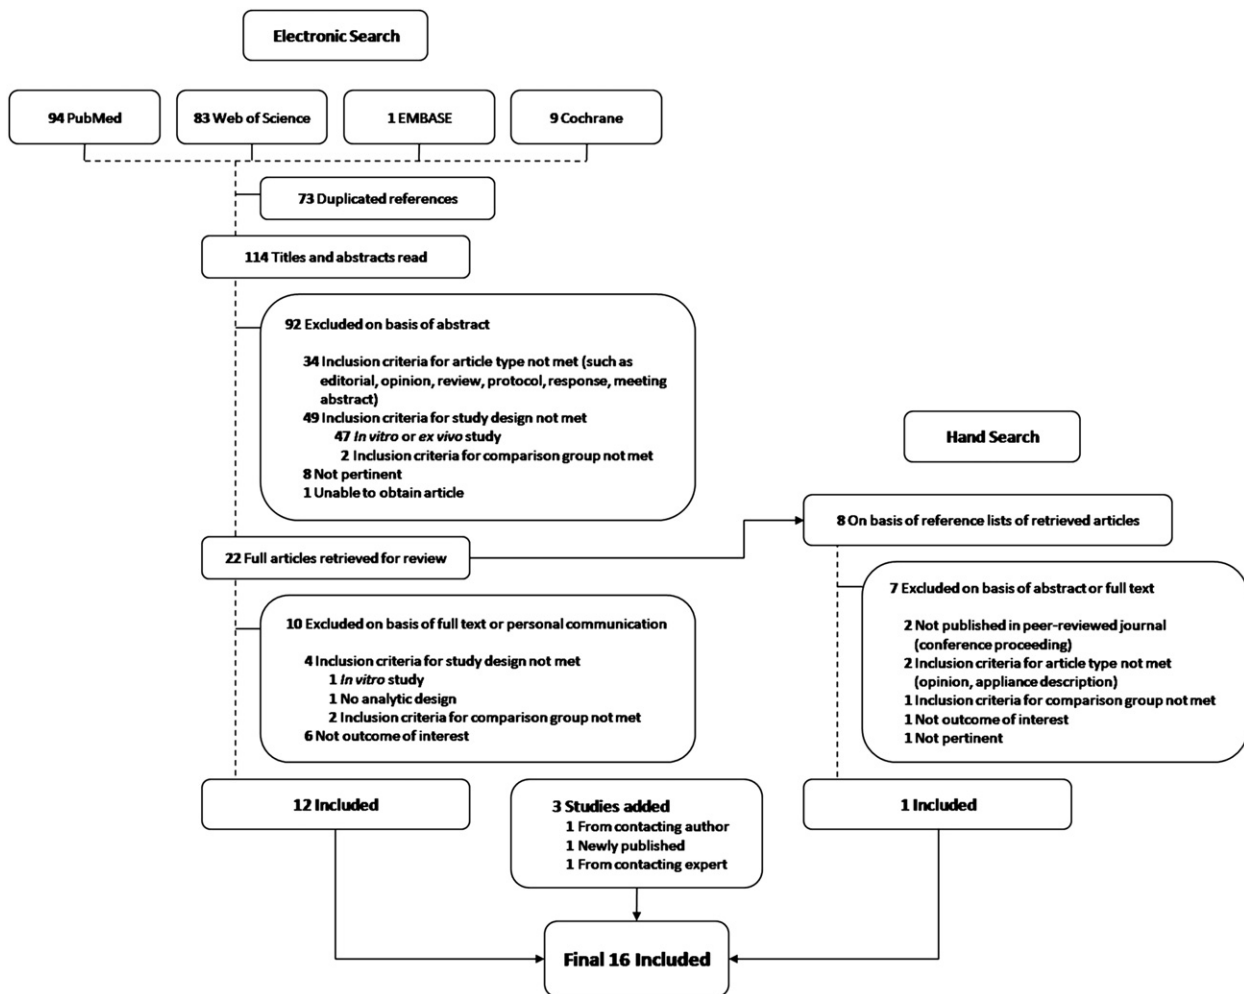 Electronic Search
94 PubMed
83 Web of Science
1 EMBASE
9 Cochrane
73 Duplicated references
114 Titles and abstracts read
92 Excluded on basis of abstract
34 Inclusion criteria for article type not met (such as
editorial, opinion, review, protocol, response, meeting
abstract)
49 Inclusion criteria for study design not met
47 In vitro or ex vivo study
2 Inclusion criteria for comparison group not met
8 Not pertinent
1 Unable to obtain article
22 Full articles retrieved for review
10 Excluded on basis of full text or personal communication
4 Inclusion criteria for study design not met
1 In vitro study
1 No analytic design
2 Inclusion criteria for comparison group not met
6 Not outcome of interest
12 Included
Hand Search
8 On basis of reference lists of retrieved articles
7 Excluded on basis of abstract or full text
2 Not published in peer-reviewed journal
(conference proceeding)
2 Inclusion criteria for article type not met
(opinion, appliance description)
1 Inclusion criteria for comparison group not met
1 Not outcome of interest
1 Not pertinent
1 Included
3 Studies added
1 From contacting author
1 Newly published
1 From contacting expert
Final 16 Included